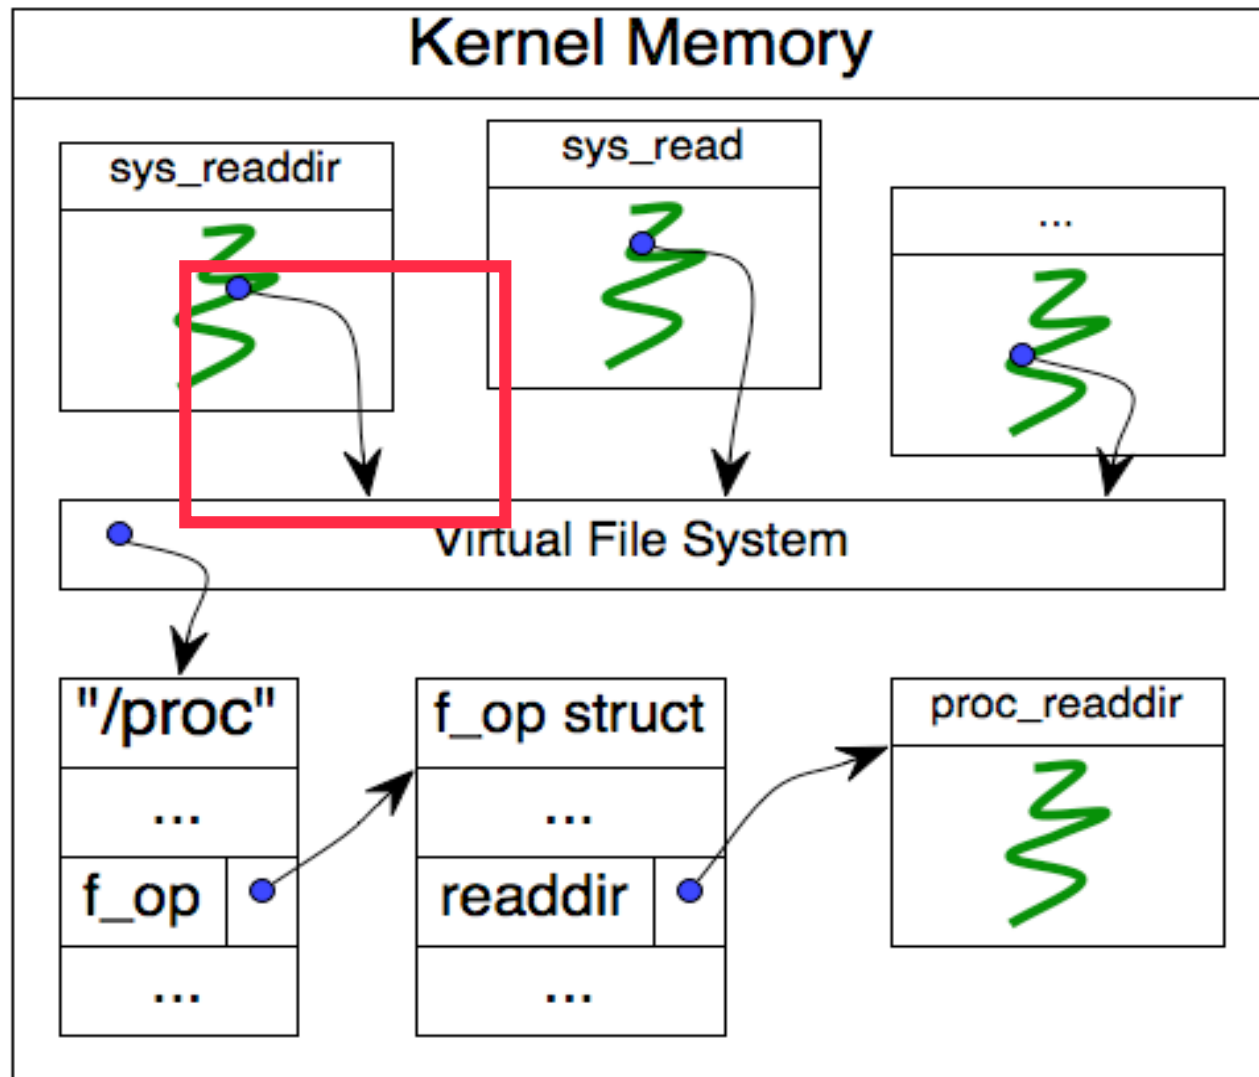 Kernel Memory
sys_readdir
sys_read
...
Virtual File System
"/proc"
...
f_op
...
f_op struct
...
readdir
...
proc_readdir